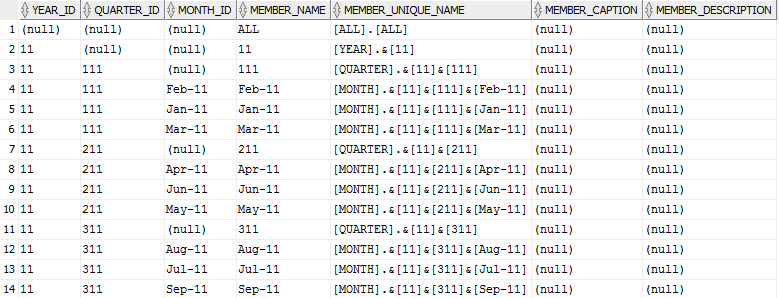 YEAR_ID QUARTER_ID MONTH_ID MEMBER_NAME MEMBER_UNIQUE_NAME MEMBER_CAPTION MEMBER_DESCRIPTION
1 (null) (null) (null) ALL [ALL].[ALL] (null) (null)
2 11 (null) (null) 11 [YEAR].&[11] (null) (null)
3 11 111 (null) 111 [QUARTER].&[11]&[111] (null) (null)
4 11 111 Feb-11 Feb-11 [MONTH].&[11]&[111]&[Feb-11] (null) (null)
5 11 111 Jan-11 Jan-11 [MONTH].&[11]&[111]&[Jan-11] (null) (null)
6 11 111 Mar-11 Mar-11 [MONTH].&[11]&[111]&[Mar-11] (null) (null)
7 11 211 (null) 211 [QUARTER].&[11]&[211] (null) (null)
8 11 211 Apr-11 Apr-11 [MONTH].&[11]&[211]&[Apr-11] (null) (null)
9 11 211 Jun-11 Jun-11 [MONTH].&[11]&[211]&[Jun-11] (null) (null)
10 11 211 May-11 May-11 [MONTH].&[11]&[211]&[May-11] (null) (null)
11 11 311 (null) 311 [QUARTER].&[11]&[311] (null) (null)
12 11 311 Aug-11 Aug-11 [MONTH].&[11]&[311]&[Aug-11] (null) (null)
13 11 311 Jul-11 Jul-11 [MONTH].&[11]&[311]&[Jul-11] (null) (null)
14 11 311 Sep-11 Sep-11 [MONTH].&[11]&[311]&[Sep-11] (null) (null)